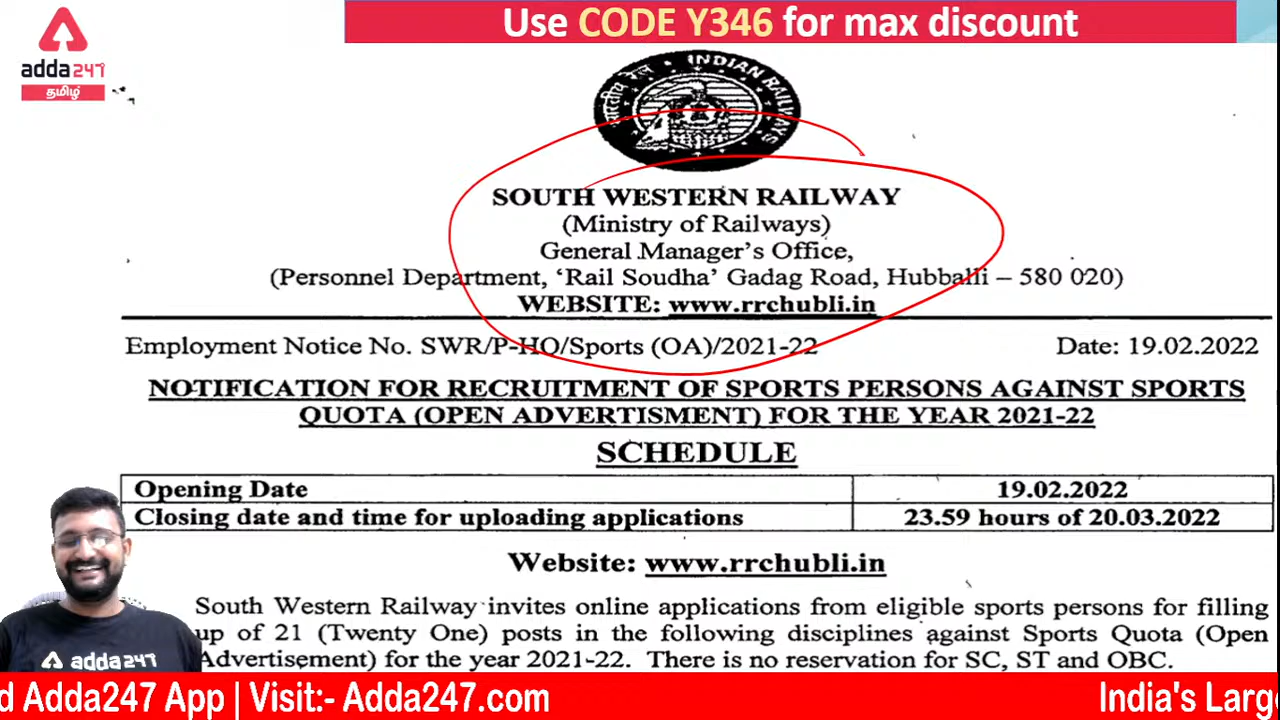 Use CODE Y346 for max discount
adda247
தமிழ்
भारतीय रेल INDIAN RAILWAYS
SOUTH WESTERN RAILWAY
(Ministry of Railways)
General Manager's Office,
(Personnel Department, 'Rail Soudha' Gadag Road, Hubballi – 580 020)
WEBSITE: www.rrchubli.in
Employment Notice No. SWR/P-HQ/Sports (OA)/2021-22 Date: 19.02.2022
NOTIFICATION FOR RECRUITMENT OF SPORTS PERSONS AGAINST SPORTS
QUOTA (OPEN ADVERTISMENT) FOR THE YEAR 2021-22
SCHEDULE
Opening Date 19.02.2022
Closing date and time for uploading applications 23.59 hours of 20.03.2022
Website: www.rrchubli.in
South Western Railway invites online applications from eligible sports persons for filling
up of 21 (Twenty One) posts in the following disciplines against Sports Quota (Open
Advertisement) for the year 2021-22. There is no reservation for SC, ST and OBC.
adda247
d Adda247 App | Visit:- Adda247.com India's Larg